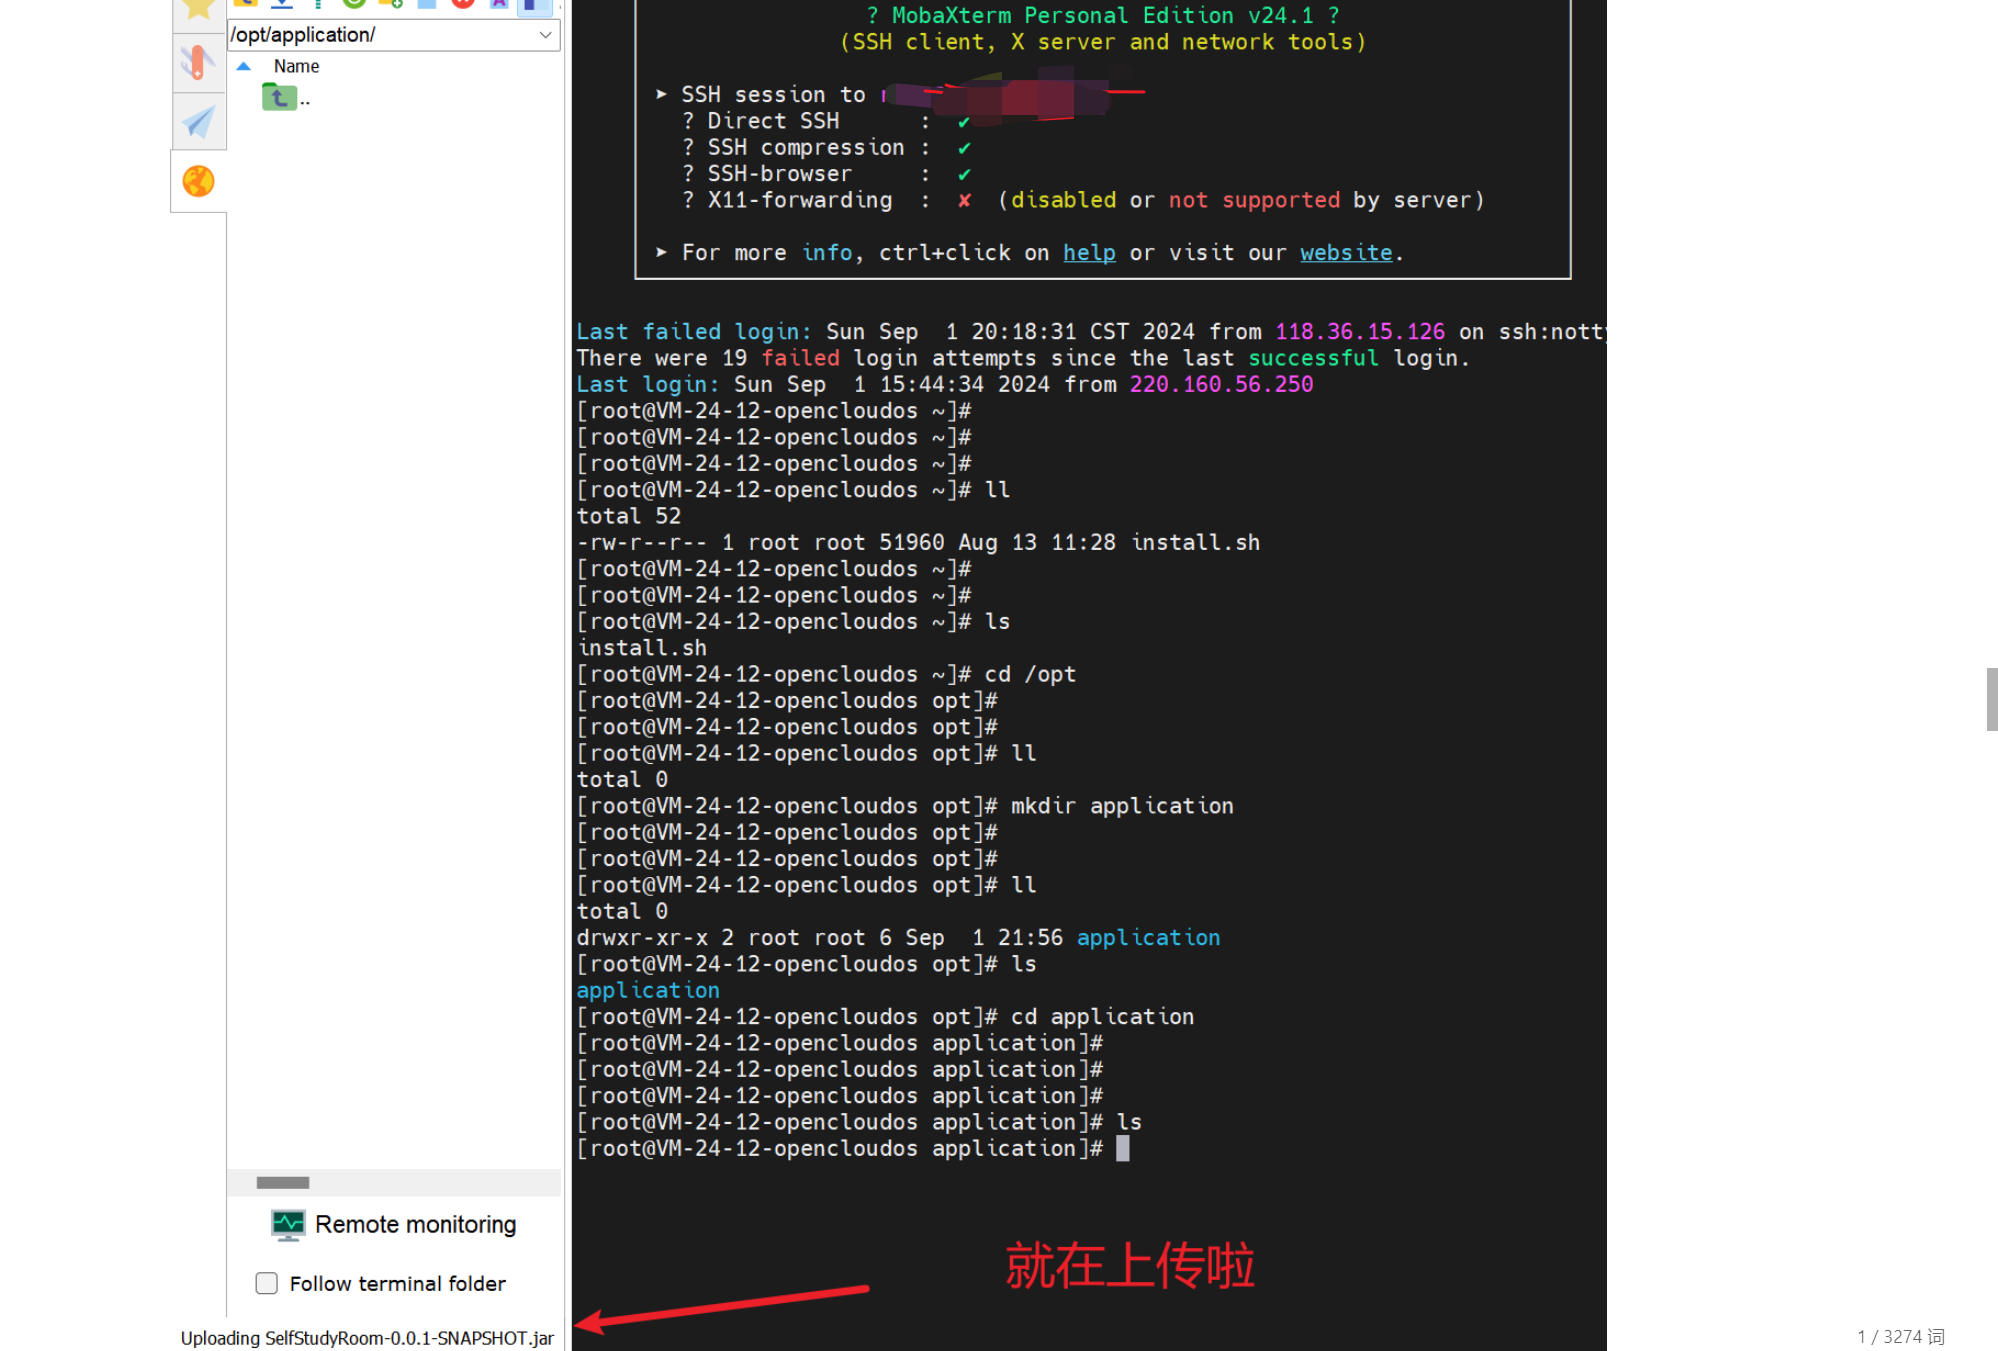 /opt/application/
Name
..
? MobaXterm Personal Edition v24.1 ?
(SSH client, X server and network tools)
➤ SSH session to
? Direct SSH : ✔
? SSH compression : ✔
? SSH-browser : ✔
? X11-forwarding : ✘ (disabled or not supported by server)
➤ For more info, ctrl+click on help or visit our website.
Last failed login: Sun Sep  1 20:18:31 CST 2024 from 118.36.15.126 on ssh:notty
There were 19 failed login attempts since the last successful login.
Last login: Sun Sep  1 15:44:34 2024 from 220.160.56.250
[root@VM-24-12-opencloudos ~]#
[root@VM-24-12-opencloudos ~]#
[root@VM-24-12-opencloudos ~]#
[root@VM-24-12-opencloudos ~]# ll
total 52
-rw-r--r-- 1 root root 51960 Aug 13 11:28 install.sh
[root@VM-24-12-opencloudos ~]#
[root@VM-24-12-opencloudos ~]#
[root@VM-24-12-opencloudos ~]# ls
install.sh
[root@VM-24-12-opencloudos ~]# cd /opt
[root@VM-24-12-opencloudos opt]#
[root@VM-24-12-opencloudos opt]#
[root@VM-24-12-opencloudos opt]# ll
total 0
[root@VM-24-12-opencloudos opt]# mkdir application
[root@VM-24-12-opencloudos opt]#
[root@VM-24-12-opencloudos opt]#
[root@VM-24-12-opencloudos opt]# ll
total 0
drwxr-xr-x 2 root root 6 Sep  1 21:56 application
[root@VM-24-12-opencloudos opt]# ls
application
[root@VM-24-12-opencloudos opt]# cd application
[root@VM-24-12-opencloudos application]#
[root@VM-24-12-opencloudos application]#
[root@VM-24-12-opencloudos application]#
[root@VM-24-12-opencloudos application]# ls
[root@VM-24-12-opencloudos application]#
Remote monitoring
Follow terminal folder
就在上传啦
Uploading SelfStudyRoom-0.0.1-SNAPSHOT.jar
1 / 3274 词